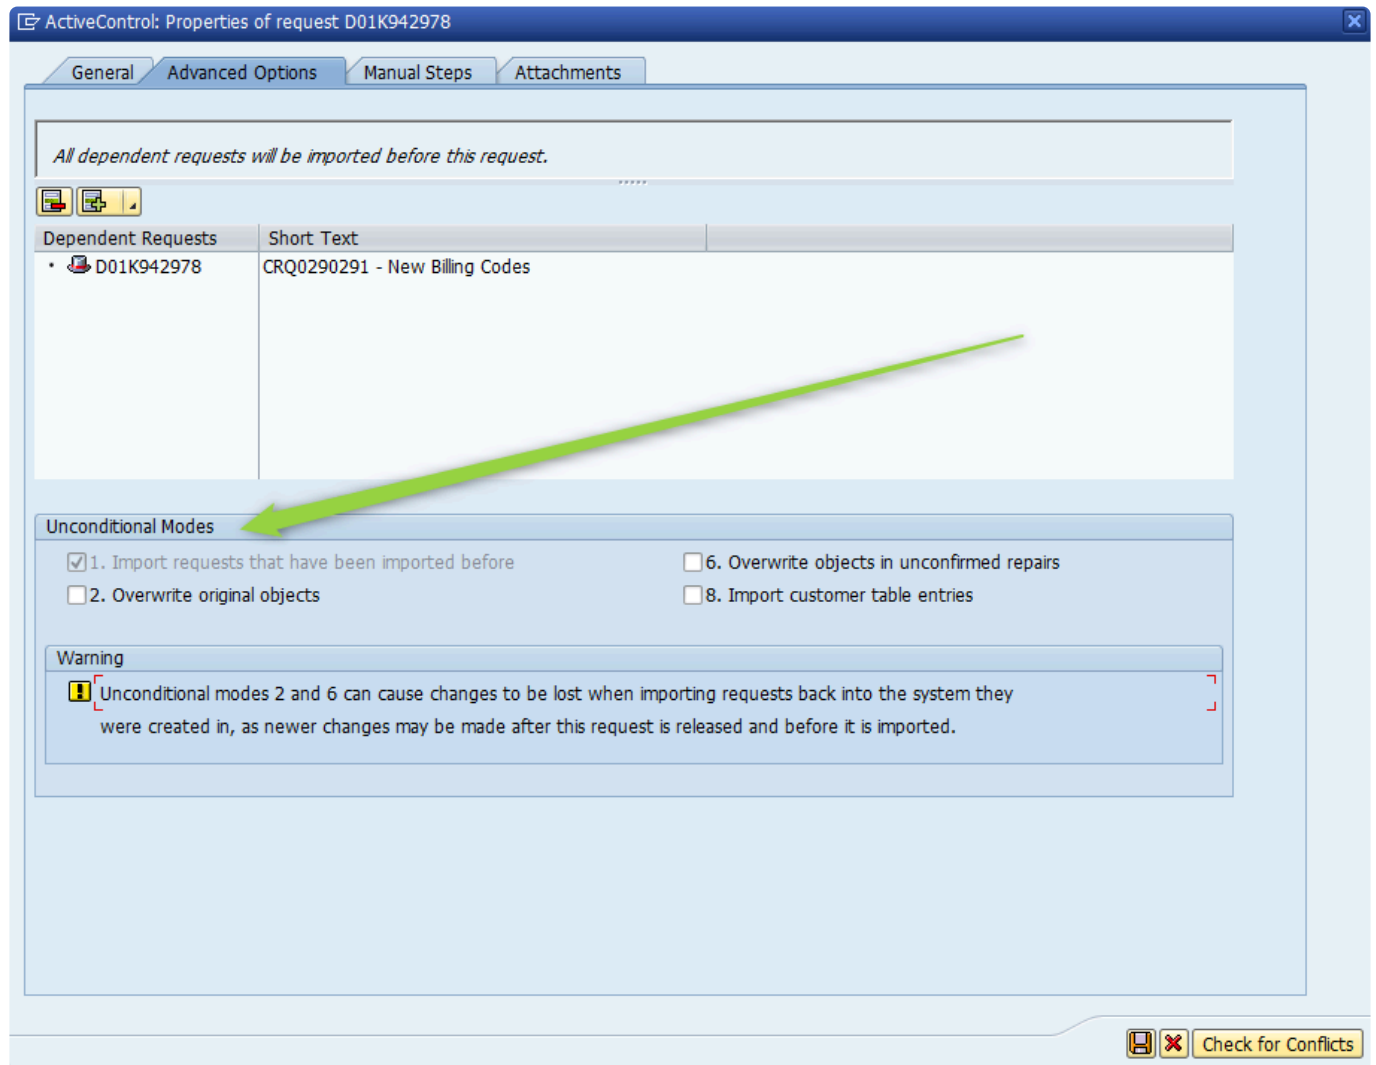 ActiveControl: Properties of request D01K942978
General
Advanced Options
Manual Steps
Attachments
All dependent requests will be imported before this request.
Dependent Requests
Short Text
D01K942978
CRQ0290291 - New Billing Codes
Unconditional Modes
1. Import requests that have been imported before
6. Overwrite objects in unconfirmed repairs
2. Overwrite original objects
8. Import customer table entries
Warning
Unconditional modes 2 and 6 can cause changes to be lost when importing requests back into the system they
were created in, as newer changes may be made after this request is released and before it is imported.
Check for Conflicts